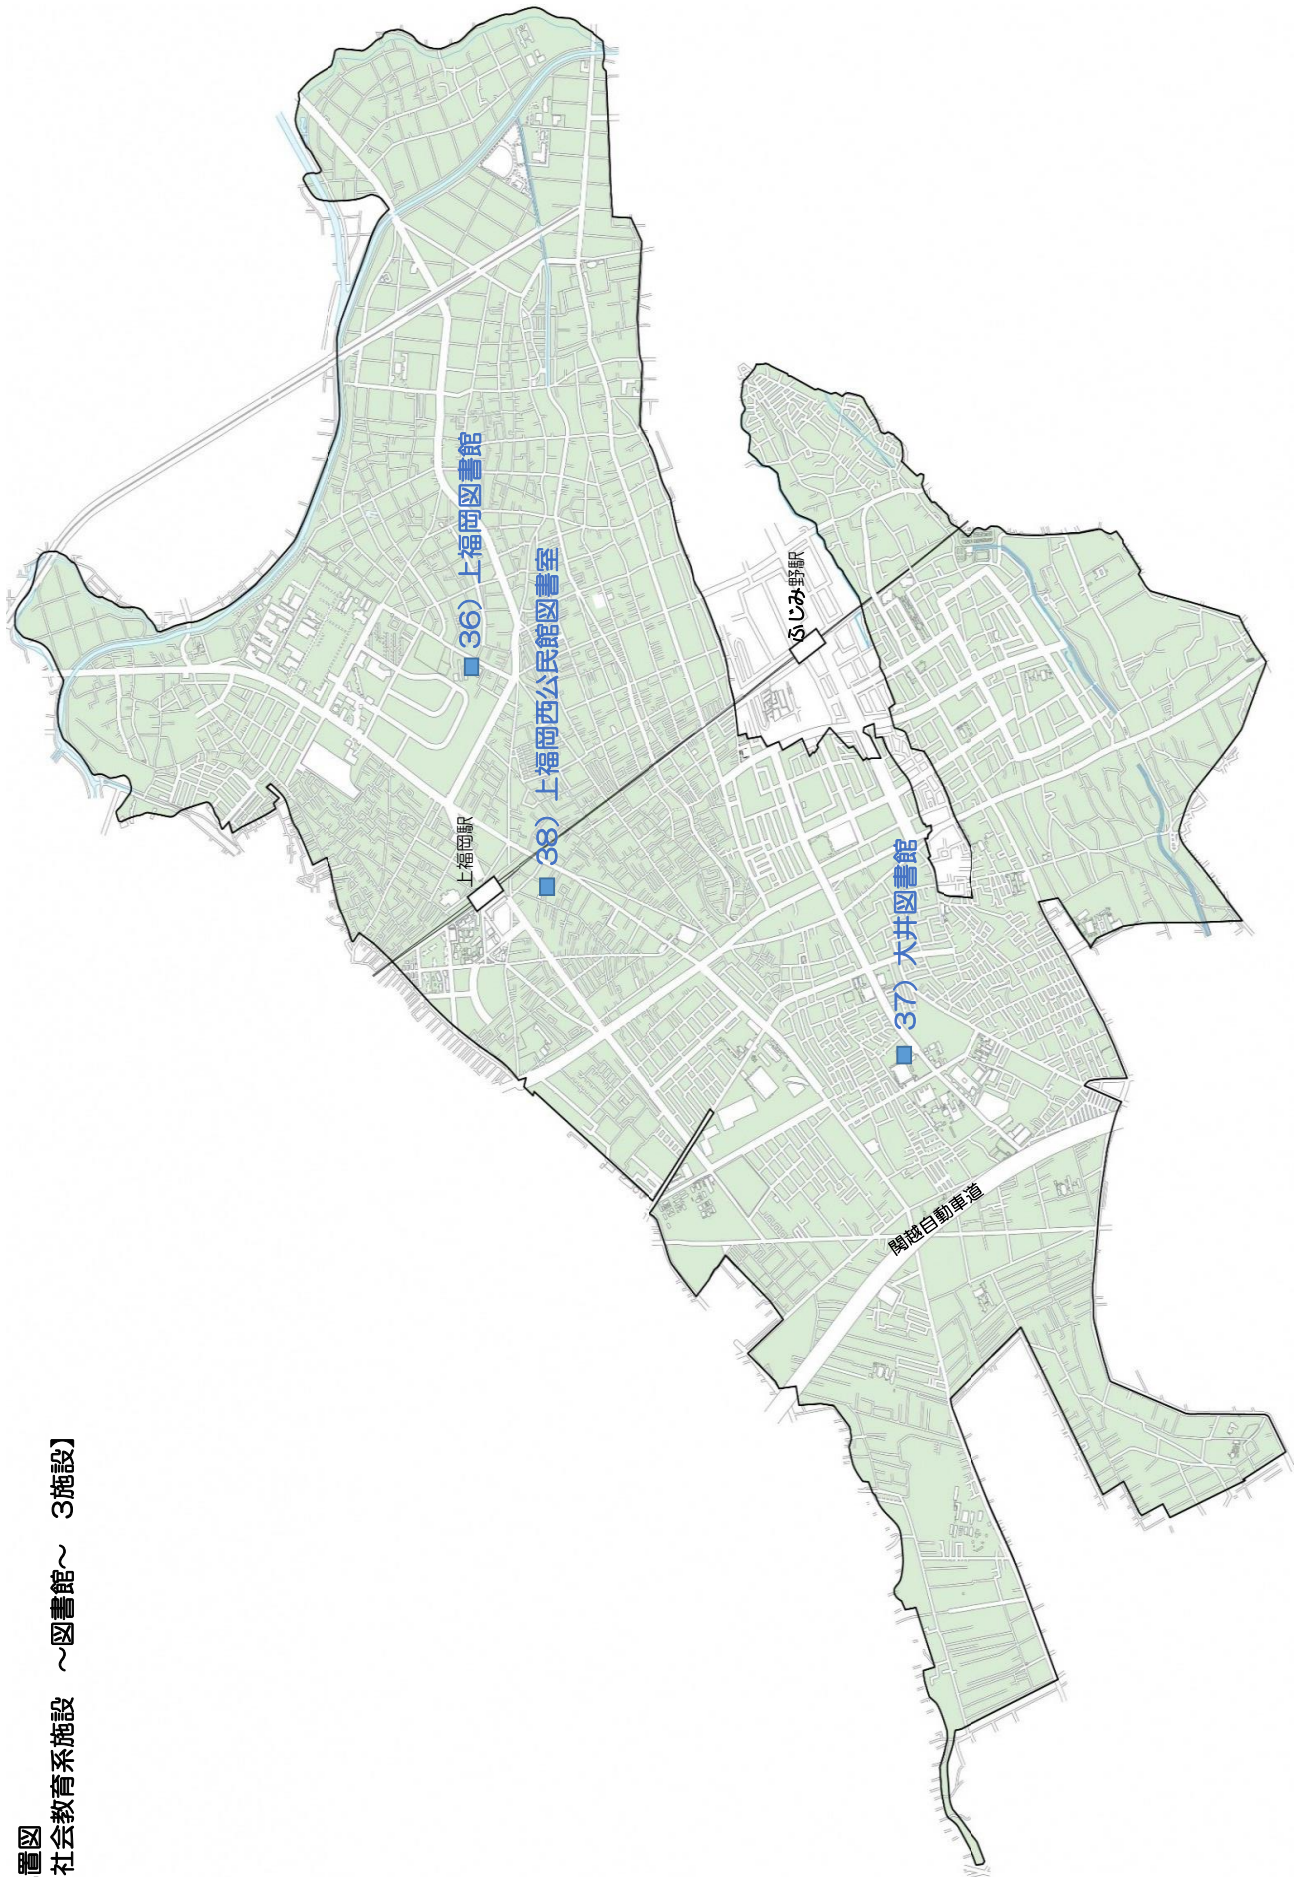 置図
社会教育系施設　～図書館～　3施設】
36）上福岡図書館
38）上福岡西公民館図書室
上福岡駅
ふじみ野駅
37）大井図書館
関越自動車道